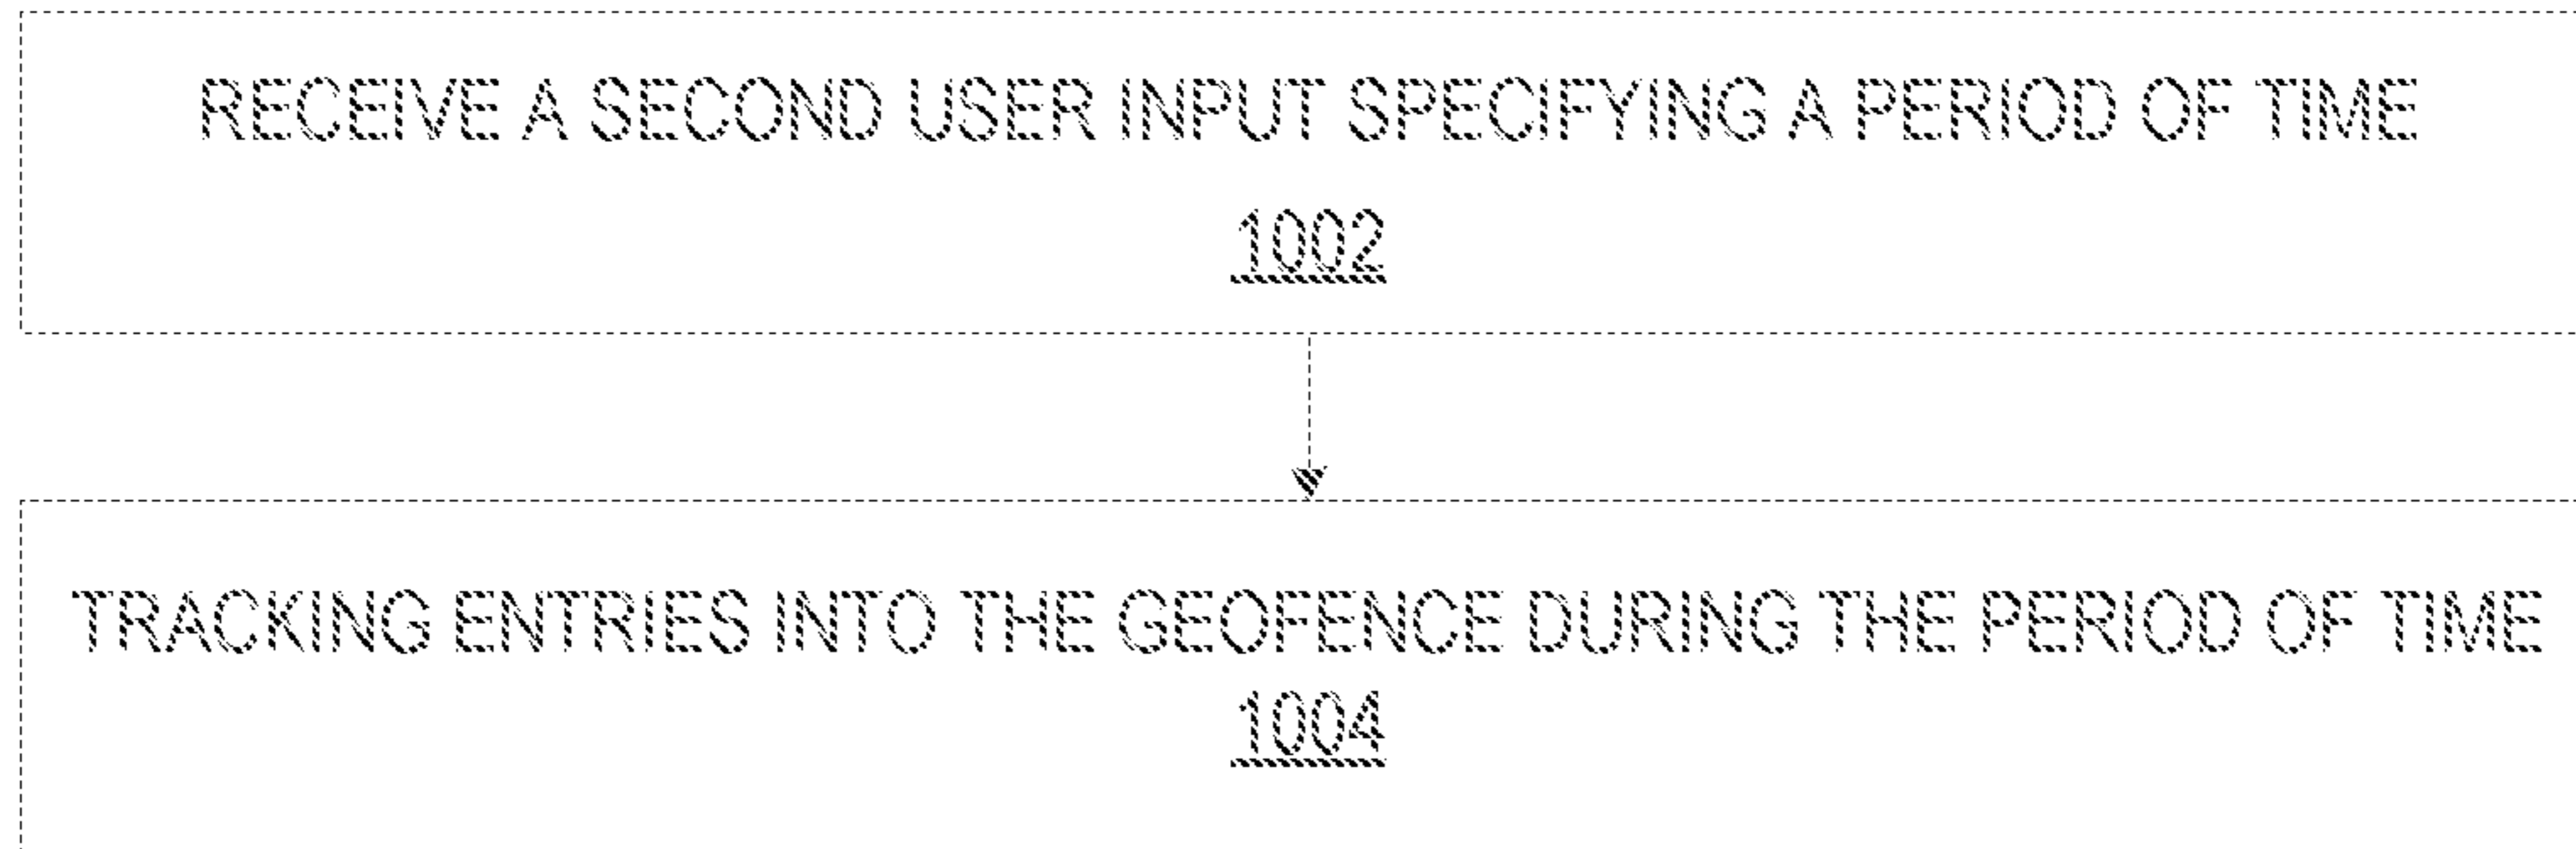 RECEIVE A SECOND USER INPUT SPECIFYING A PERIOD OF TIME
1002
TRACKING ENTRIES INTO THE GEOFENCE DURING THE PERIOD OF TIME
1004